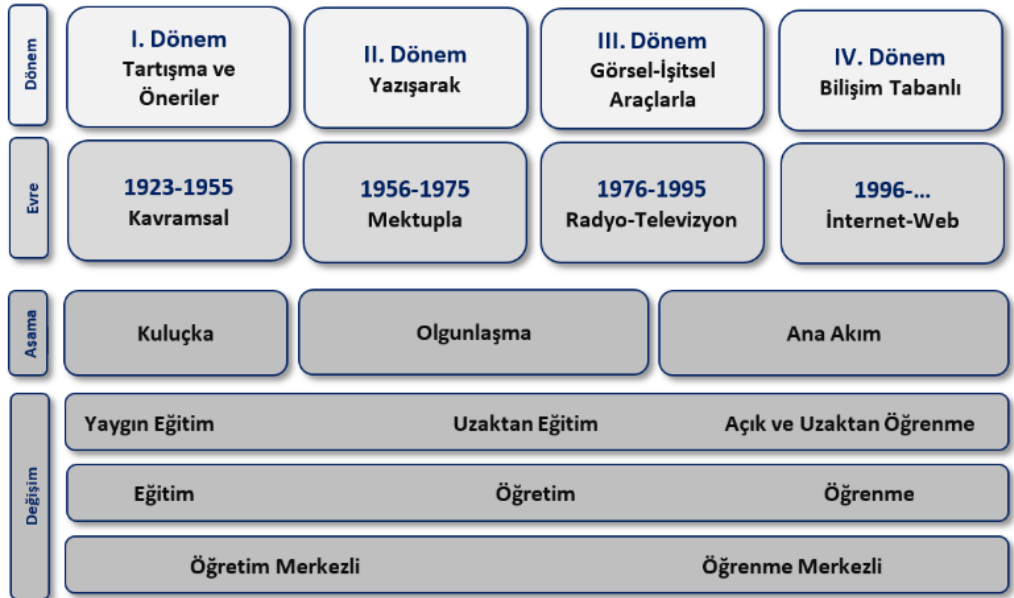 Dönem
I. Dönem
Tartışma ve
Öneriler
II. Dönem
Yazışarak
III. Dönem
Görsel-İşitsel
Araçlarla
IV. Dönem
Bilişim Tabanlı
Evre
1923-1955
Kavramsal
1956-1975
Mektupla
1976-1995
Radyo-Televizyon
1996-...
İnternet-Web
Aşama
Kuluçka
Olgunlaşma
Ana Akım
Değişim
Yaygın Eğitim
Uzaktan Eğitim
Açık ve Uzaktan Öğrenme
Eğitim
Öğretim
Öğrenme
Öğretim Merkezli
Öğrenme Merkezli